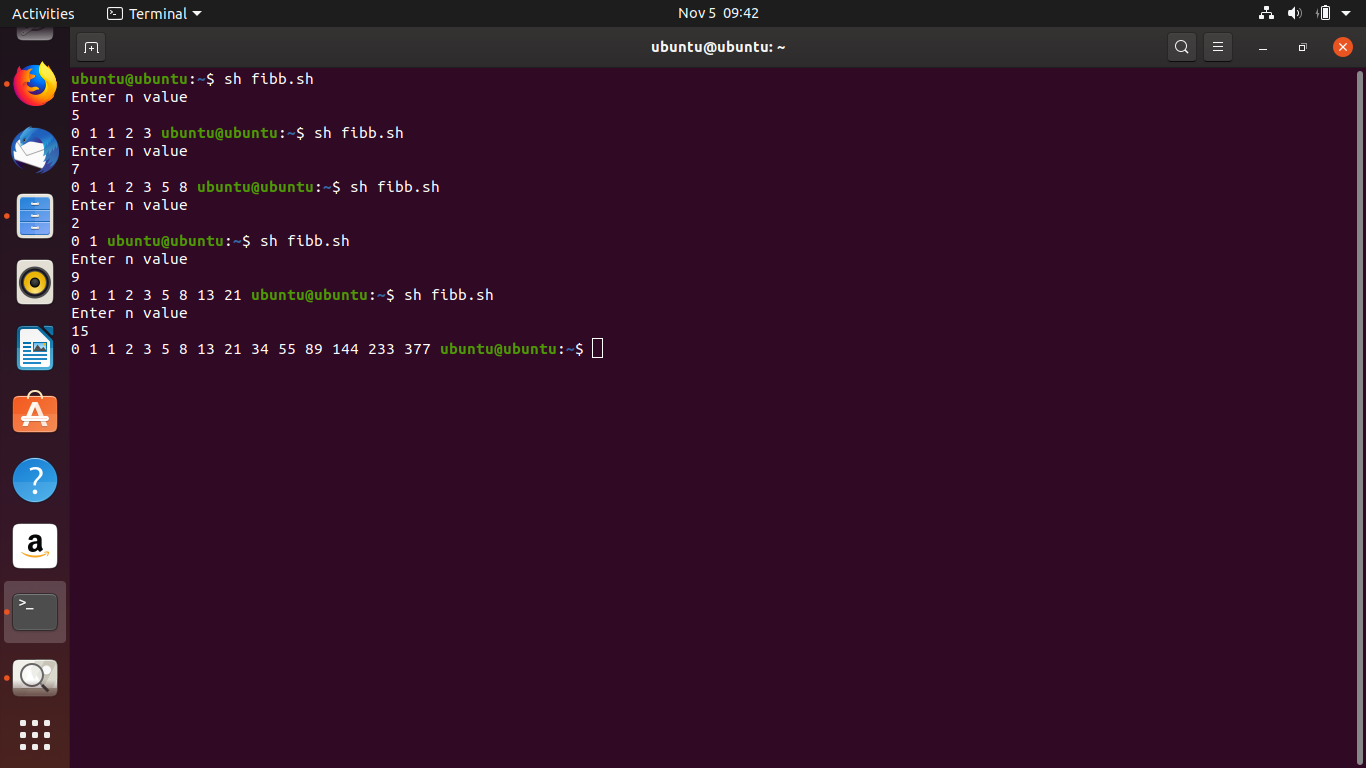 Activities Terminal Nov 5 09:42
ubuntu@ubuntu: ~
ubuntu@ubuntu:~$ sh fibb.sh
Enter n value
5
0 1 1 2 3 ubuntu@ubuntu:~$ sh fibb.sh
Enter n value
7
0 1 1 2 3 5 8 ubuntu@ubuntu:~$ sh fibb.sh
Enter n value
2
0 1 ubuntu@ubuntu:~$ sh fibb.sh
Enter n value
9
0 1 1 2 3 5 8 13 21 ubuntu@ubuntu:~$ sh fibb.sh
Enter n value
15
0 1 1 2 3 5 8 13 21 34 55 89 144 233 377 ubuntu@ubuntu:~$